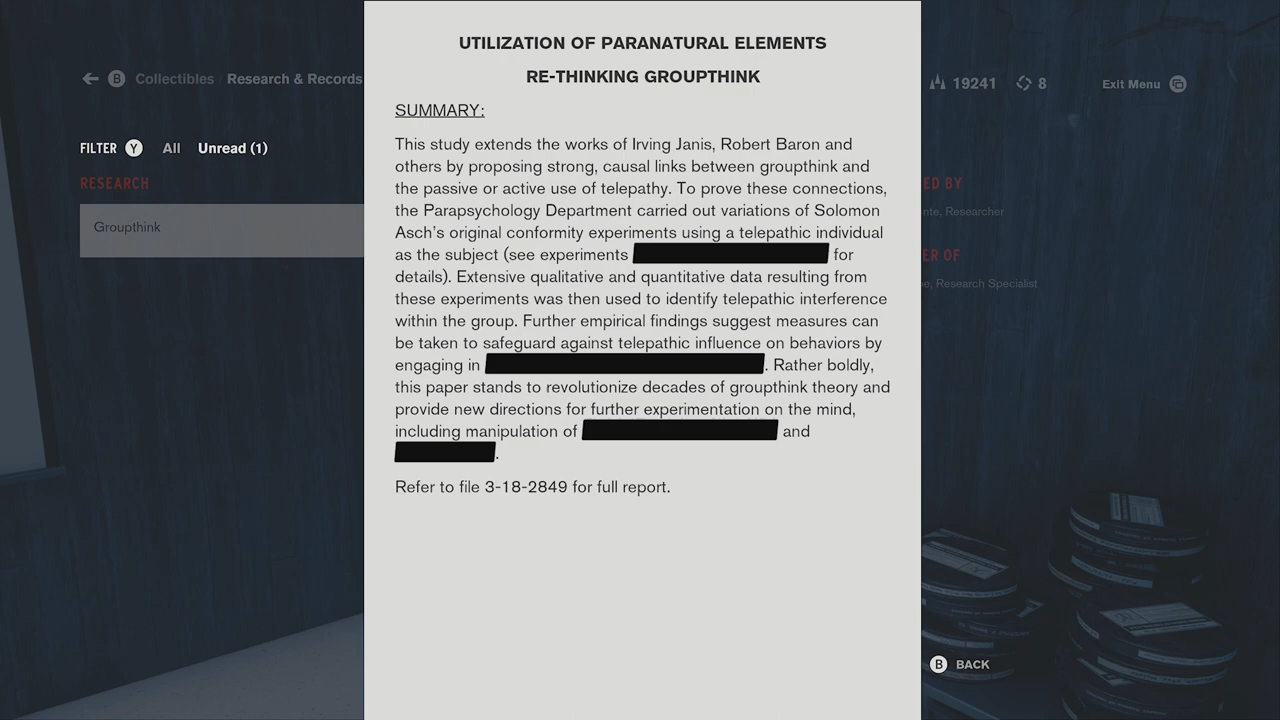 UTILIZATION OF PARANATURAL ELEMENTS
RE-THINKING GROUPTHINK
SUMMARY:
This study extends the works of Irving Janis, Robert Baron and
others by proposing strong, causal links between groupthink and
the passive or active use of telepathy. To prove these connections,
the Parapsychology Department carried out variations of Solomon
Asch's original conformity experiments using a telepathic individual
as the subject (see experiments for
details). Extensive qualitative and quantitative data resulting from
these experiments was then used to identify telepathic interference
within the group. Further empirical findings suggest measures can
be taken to safeguard against telepathic influence on behaviors by
engaging in . Rather boldly,
this paper stands to revolutionize decades of groupthink theory and
provide new directions for further experimentation on the mind,
including manipulation of and
.
Refer to file 3-18-2849 for full report.
B Collectibles Research & Records
FILTER Y All Unread (1)
RESEARCH
Groupthink
19241 8 Exit Menu
ED BY
nte, Researcher
ER OF
e, Research Specialist
B BACK